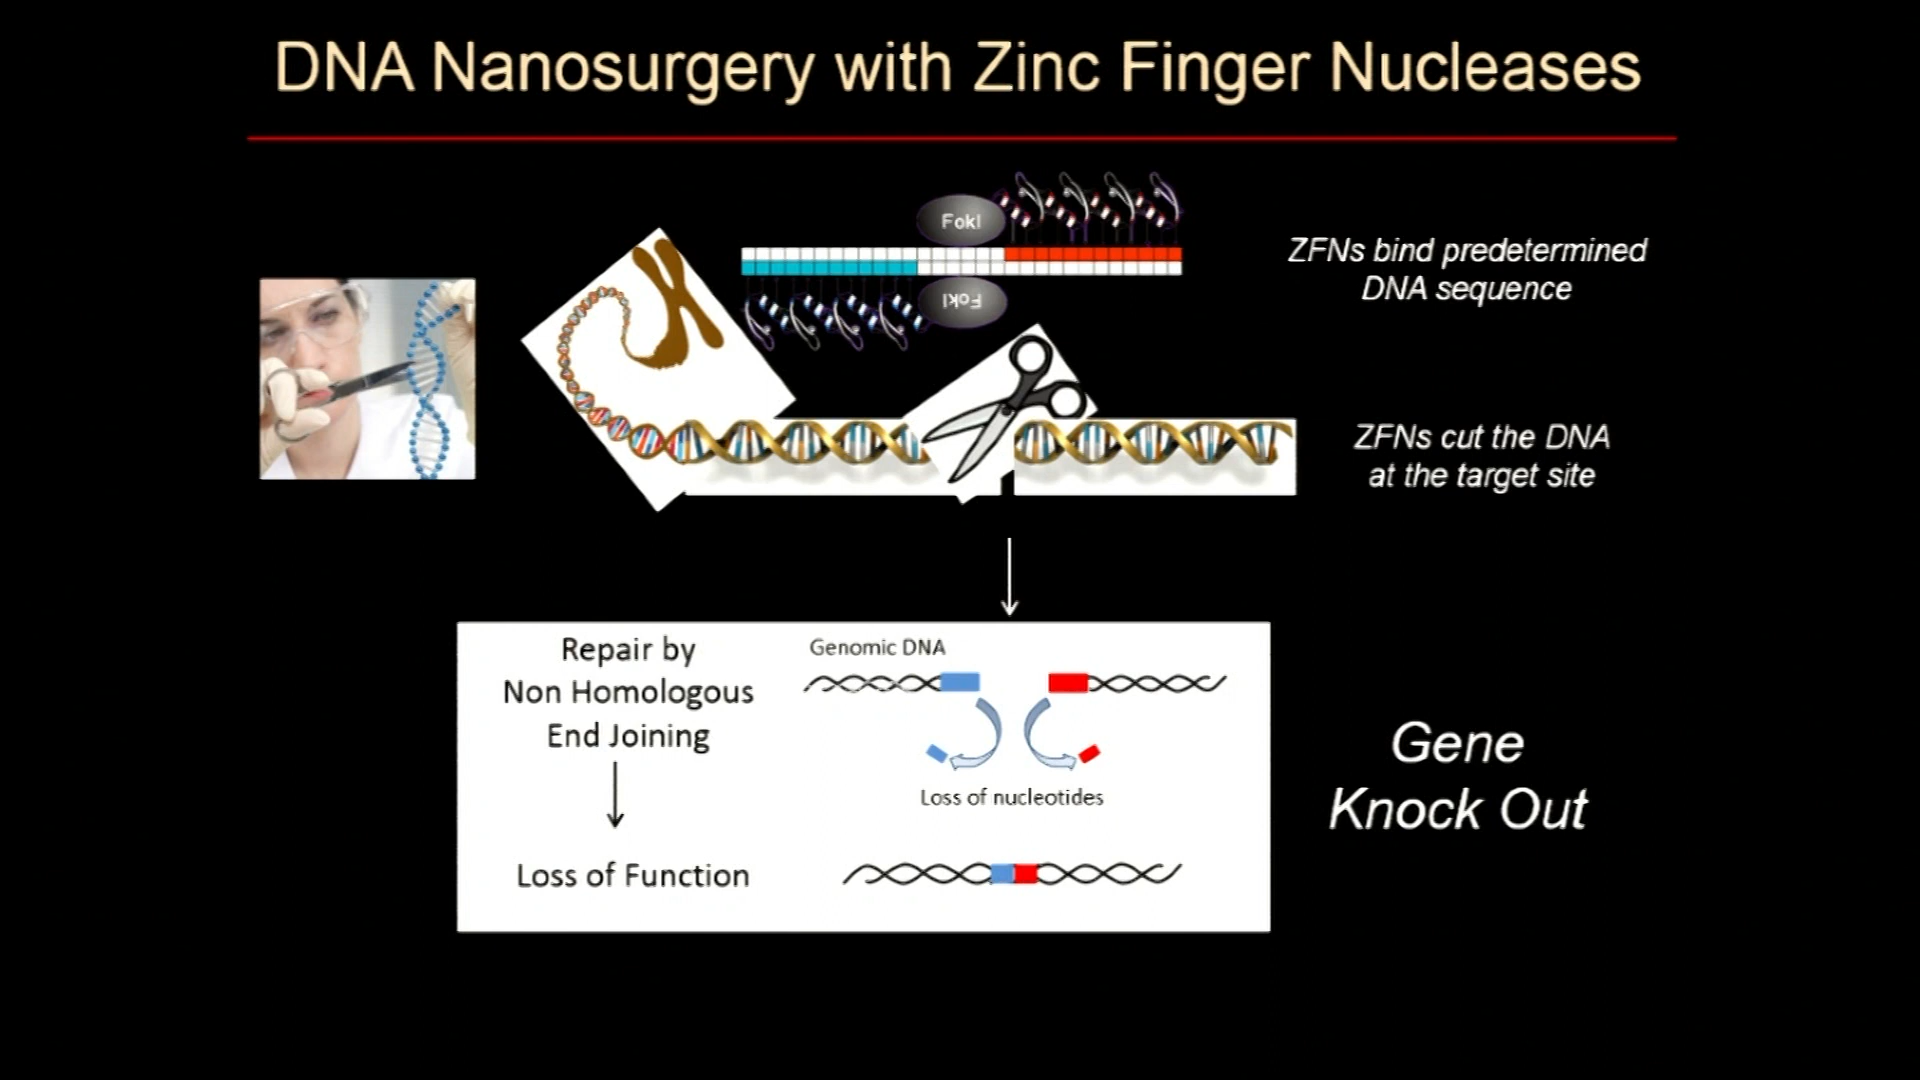 DNA Nanosurgery with Zinc Finger Nucleases
FokI
ZFNs bind predetermined
DNA sequence
FokI
ZFNs cut the DNA
at the target site
Repair by
Non Homologous
End Joining
Loss of Function
Genomic DNA
Loss of nucleotides
Gene
Knock Out